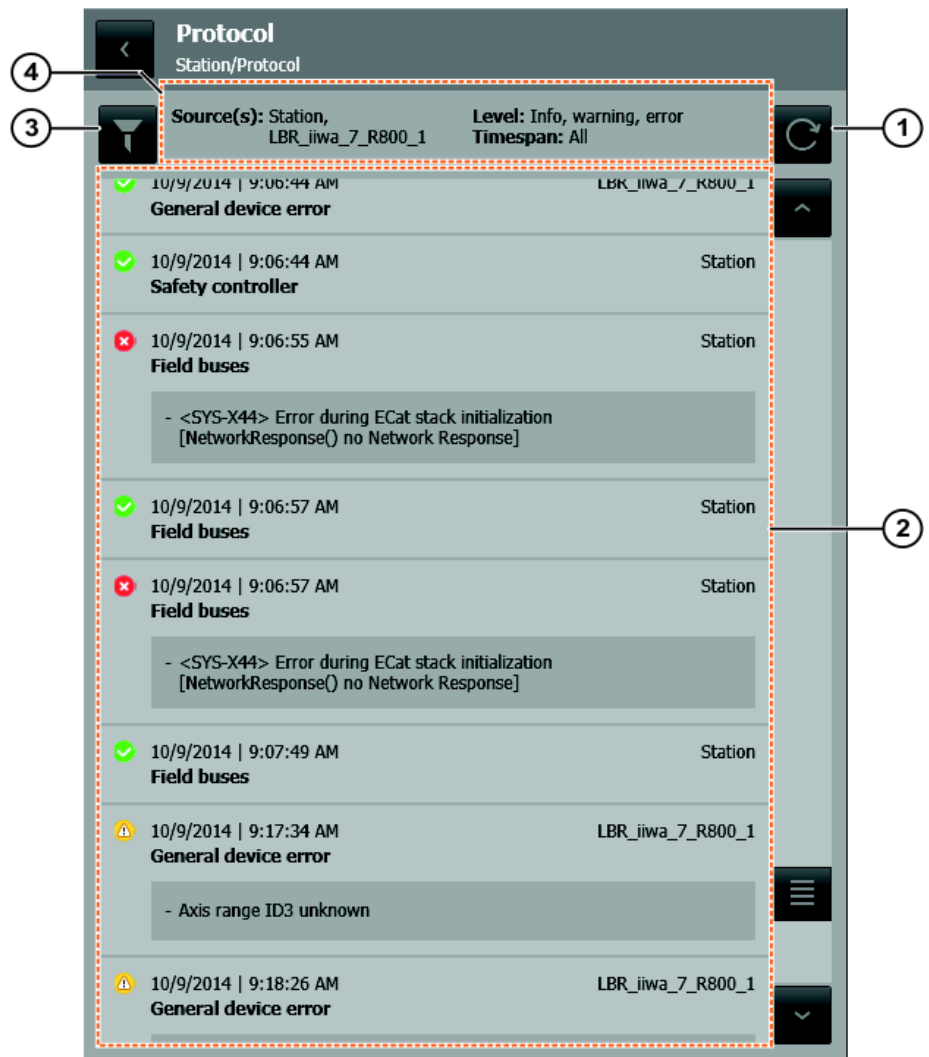 Protocol
Station/Protocol
4
Source(s): Station, Level: Info, warning, error
LBR_iiwa_7_R800_1 Timespan: All
3
1
10/9/2014 | 9:06:44 AM LBR_iiwa_7_R800_1
General device error
10/9/2014 | 9:06:44 AM Station
Safety controller
10/9/2014 | 9:06:55 AM Station
Field buses
- <SYS-X44> Error during ECat stack initialization
[NetworkResponse() no Network Response]
10/9/2014 | 9:06:57 AM Station
Field buses
2
10/9/2014 | 9:06:57 AM Station
Field buses
- <SYS-X44> Error during ECat stack initialization
[NetworkResponse() no Network Response]
10/9/2014 | 9:07:49 AM Station
Field buses
10/9/2014 | 9:17:34 AM LBR_iiwa_7_R800_1
General device error
- Axis range ID3 unknown
10/9/2014 | 9:18:26 AM LBR_iiwa_7_R800_1
General device error